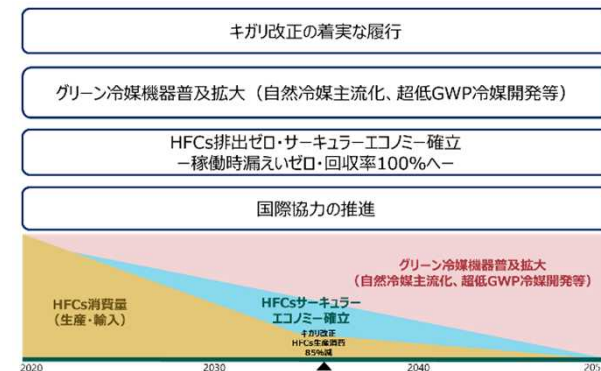 キガリ改正の着実な履行
グリーン冷媒機器普及拡大（自然冷媒主流化、超低GWP冷媒開発等）
HFCs排出ゼロ・サーキュラーエコノミー確立
ー稼働時漏えいゼロ・回収率100%へー
国際協力の推進
グリーン冷媒機器普及拡大
（自然冷媒主流化、超低GWP冷媒開発等）
HFCs消費量
（生産・輸入）
HFCsサーキュラー
エコノミー確立
キガリ改正
HFCs生産消費
85%減
2020
2030
2040